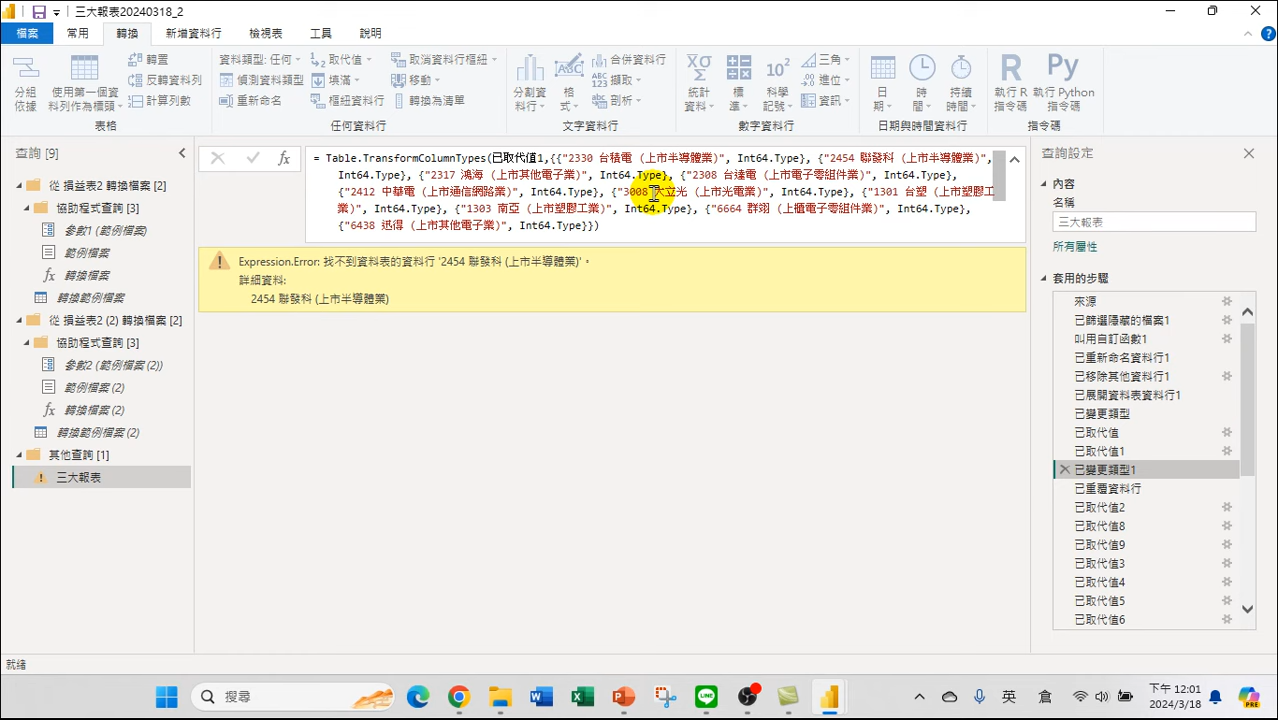 三大報表20240318_2
檔案 常用 轉換 新增資料行 檢視表 工具 說明
分組依據
使用第一個資料列作為標頭
轉置
反轉資料列
計算列數
表格
資料類型: 任何
偵測資料類型
重新命名
取代值
填滿
樞紐資料行
取消資料行樞紐
移動
轉換為清單
任何資料行
分割資料行
格式
合併資料行
擷取
剖析
文字資料行
統計資料
標準
科學記號
三角
進位
資訊
數字資料行
日期
時間
持續時間
日期與時間資料行
執行 R 指令碼
執行 Python 指令碼
指令碼
查詢 [9]
從 損益表2 轉換檔案 [2]
協助程式查詢 [3]
參數1 (範例檔案)
範例檔案
轉換檔案
轉換範例檔案
從 損益表2 (2) 轉換檔案 [2]
協助程式查詢 [3]
參數2 (範例檔案 (2))
範例檔案 (2)
轉換檔案 (2)
轉換範例檔案 (2)
其他查詢 [1]
三大報表
= Table.TransformColumnTypes(已取代值1,{{"2330 台積電 (上市半導體業)", Int64.Type}, {"2454 聯發科 (上市半導體業)",
Int64.Type}, {"2317 鴻海 (上市其他電子業)", Int64.Type}, {"2308 台達電 (上市電子零組件業)", Int64.Type},
{"2412 中華電 (上市通信網路業)", Int64.Type}, {"3008 大立光 (上市光電業)", Int64.Type}, {"1301 台塑 (上市塑膠工
業)", Int64.Type}, {"1303 南亞 (上市塑膠工業)", Int64.Type}, {"6664 群翊 (上櫃電子零組件業)", Int64.Type},
{"6438 迅得 (上市其他電子業)", Int64.Type}})
Expression.Error: 找不到資料表的資料行 '2454 聯發科 (上市半導體業)'。
詳細資料:
2454 聯發科 (上市半導體業)
查詢設定
內容
名稱
三大報表
所有屬性
套用的步驟
來源
已篩選隱藏的檔案1
叫用自訂函數1
已重新命名資料行1
已移除其他資料行1
已展開資料表資料行1
已變更類型
已取代值
已取代值1
已變更類型1
已重覆資料行
已取代值2
已取代值8
已取代值9
已取代值3
已取代值4
已取代值5
已取代值6
就緒
搜尋
英
倉
下午 12:01
2024/3/18
PRE